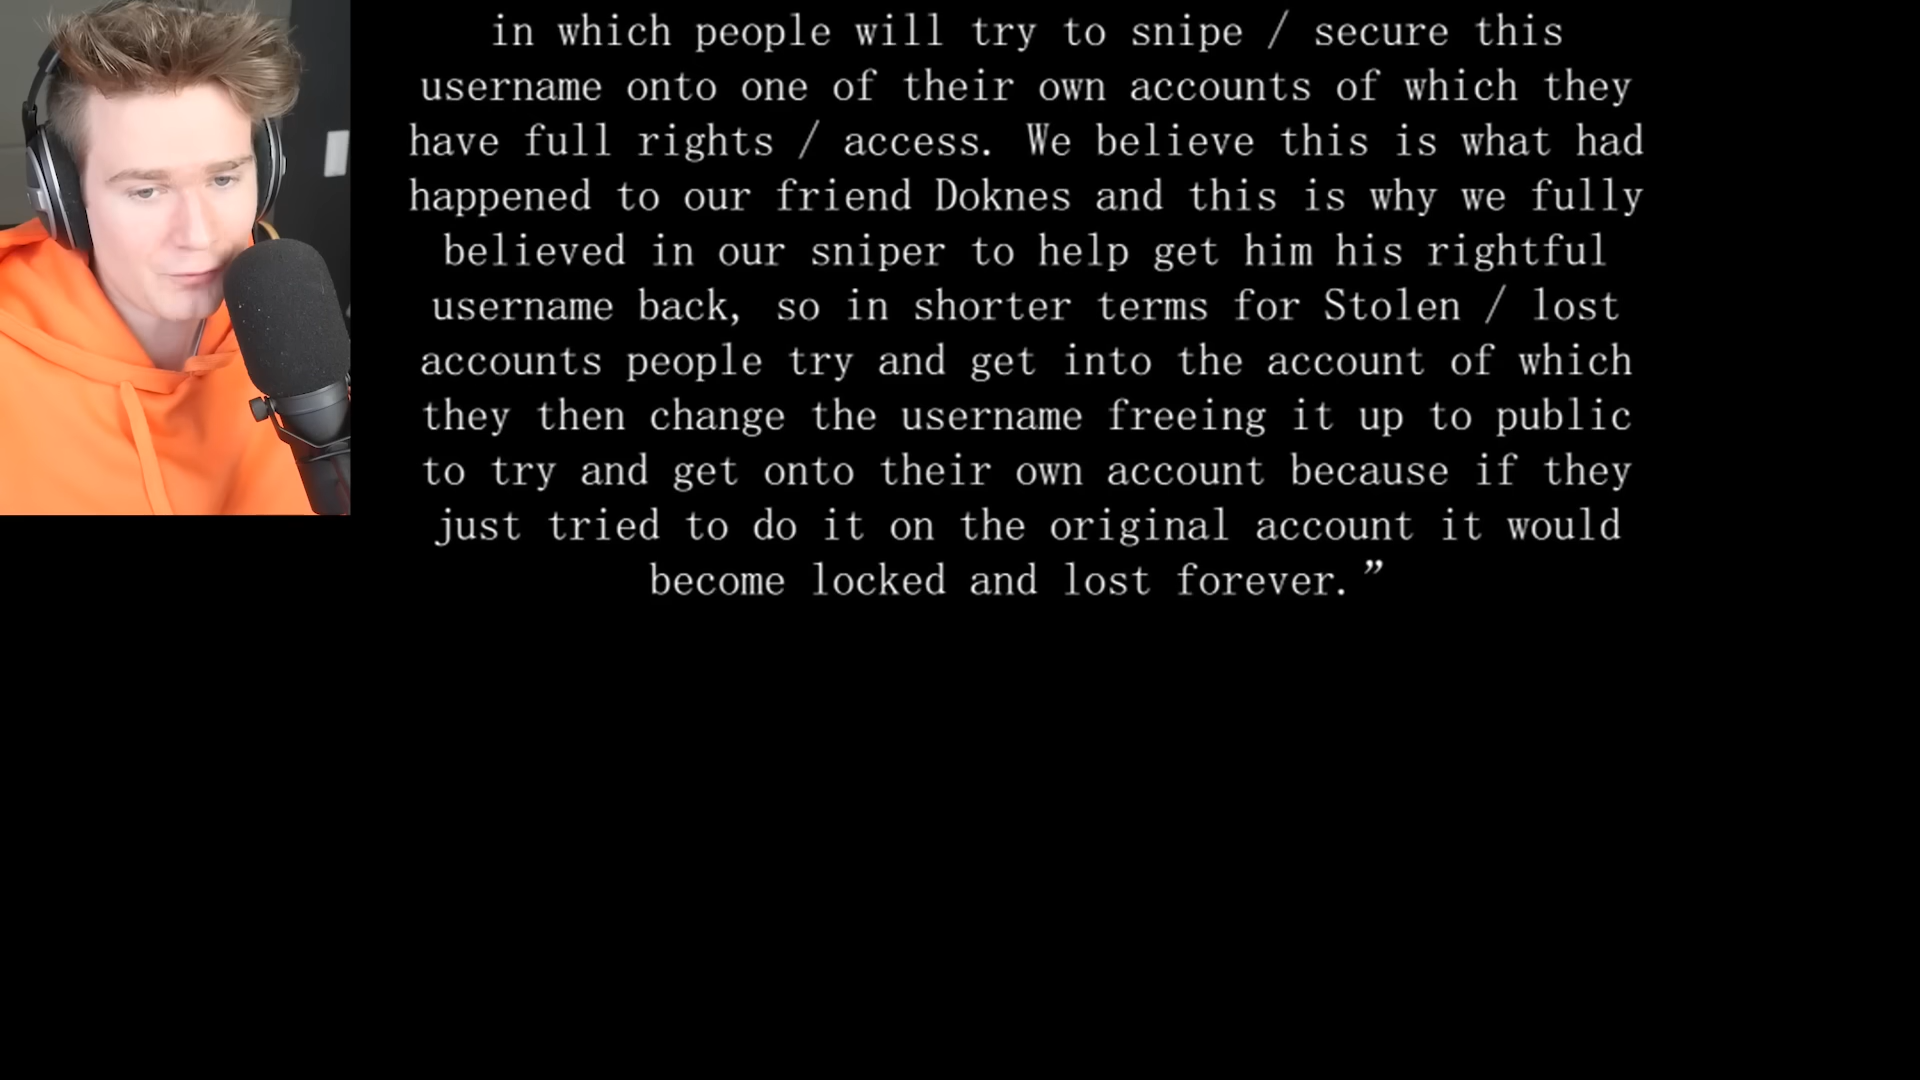 in which people will try to snipe / secure this
username onto one of their own accounts of which they
have full rights / access. We believe this is what had
happened to our friend Doknes and this is why we fully
believed in our sniper to help get him his rightful
username back, so in shorter terms for Stolen / lost
accounts people try and get into the account of which
they then change the username freeing it up to public
to try and get onto their own account because if they
just tried to do it on the original account it would
become locked and lost forever.”